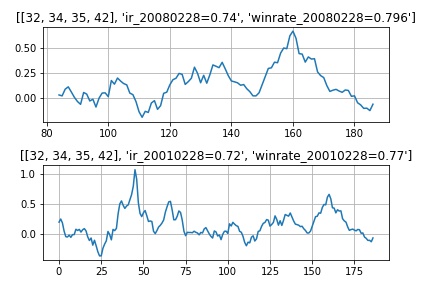 [[32, 34, 35, 42], 'ir_20080228=0.74', 'winrate_20080228=0.796']
0.50
0.25
0.00
80 100 120 140 160 180
[[32, 34, 35, 42], 'ir_20010228=0.72', 'winrate_20010228=0.77']
1.0
0.5
0.0
0 25 50 75 100 125 150 175